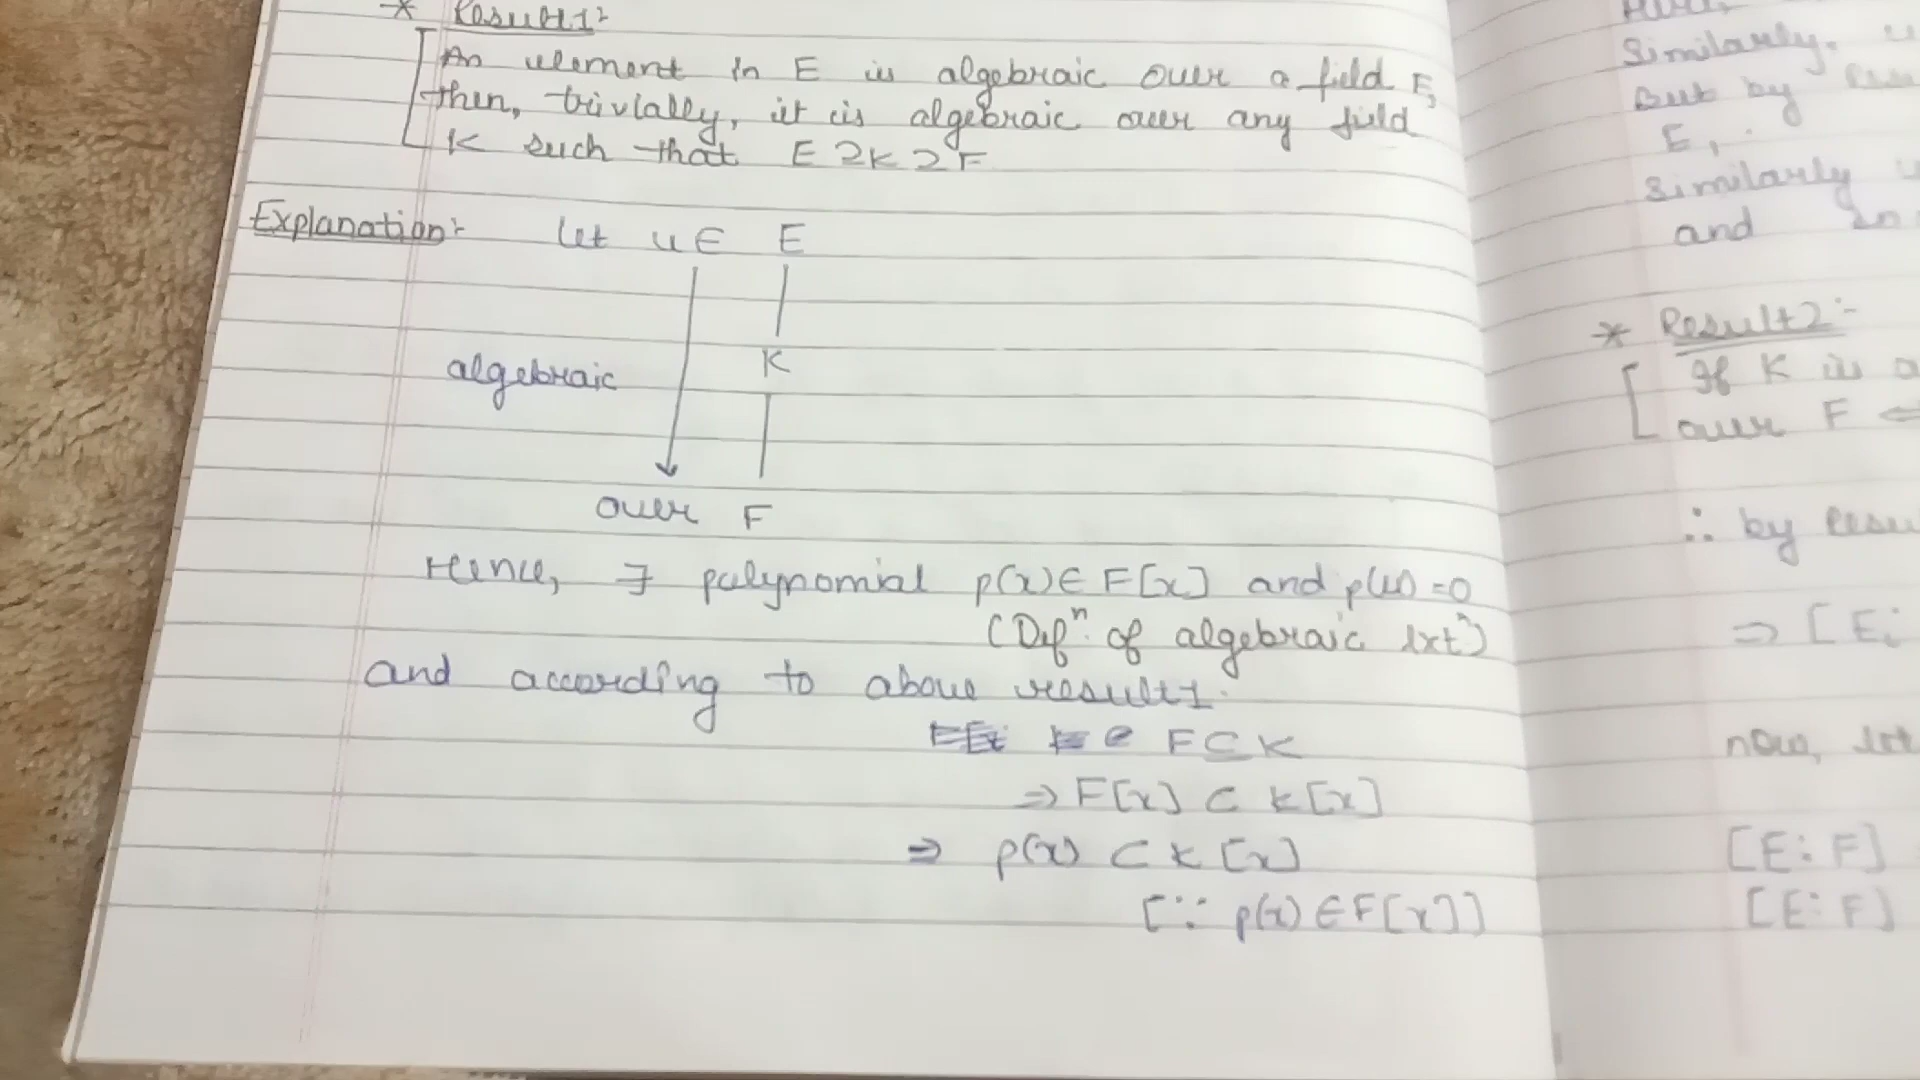 * Result1:
An element in E is algebraic over a field F,
then, trivially, it is algebraic over any field
K such that E⊇K⊇F
Explanation:- Let u ∈ E
K
algebraic
over F
Hence, ∃ polynomial p(x)∈F[x] and p(u)=0
(Defⁿ. of algebraic extⁿ)
and according to above result1.
F⊆K
⇒ F[x] ⊂ K[x]
⇒ p(x) ⊂ K[x]
[∵ p(x)∈F[x]]
Similarly,
But by
E,
Similarly
and
* Result2:-
If K is a
over F
∴ by
⇒ [E:
now, let
[E:F]
[E:F]